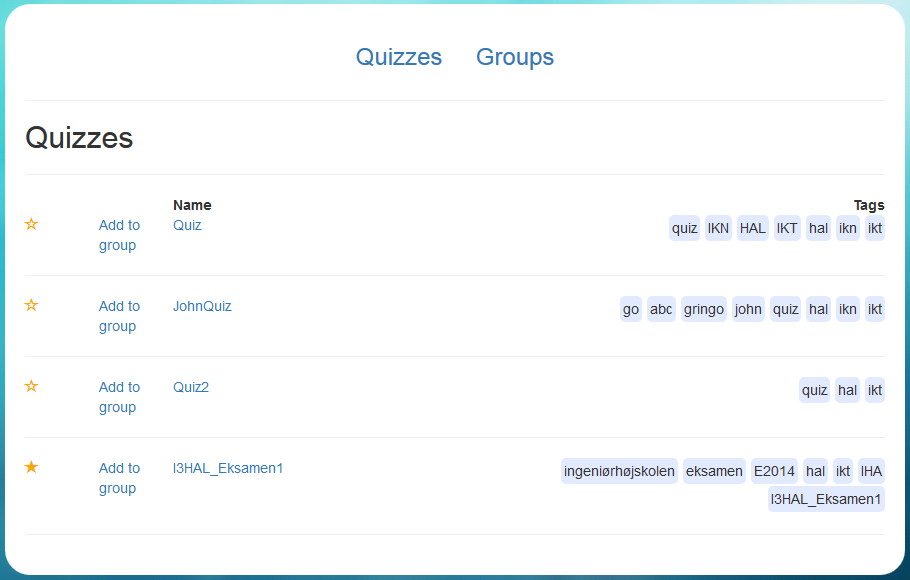 Quizzes Groups
Quizzes
Name Tags
Add to group Quiz quiz IKN HAL IKT hal ikn ikt
Add to group JohnQuiz go abc gringo john quiz hal ikn ikt
Add to group Quiz2 quiz hal ikt
Add to group I3HAL_Eksamen1 ingeniørhøjskolen eksamen E2014 hal ikt IHA
I3HAL_Eksamen1